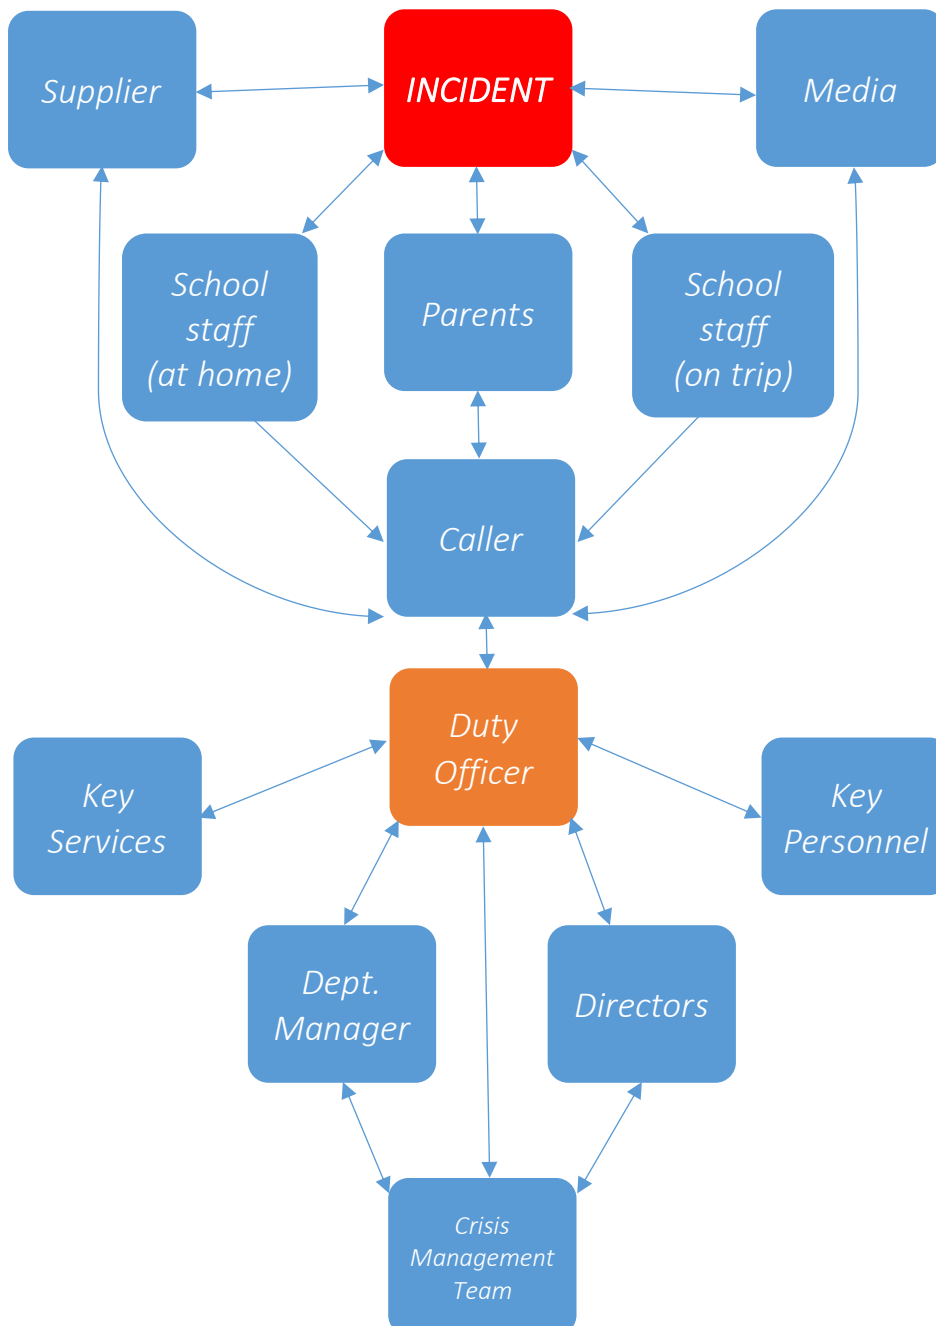 Supplier
INCIDENT
Media
School
staff
(at home)
Parents
School
staff
(on trip)
Caller
Duty
Officer
Key
Services
Key
Personnel
Dept.
Manager
Directors
Crisis
Management
Team